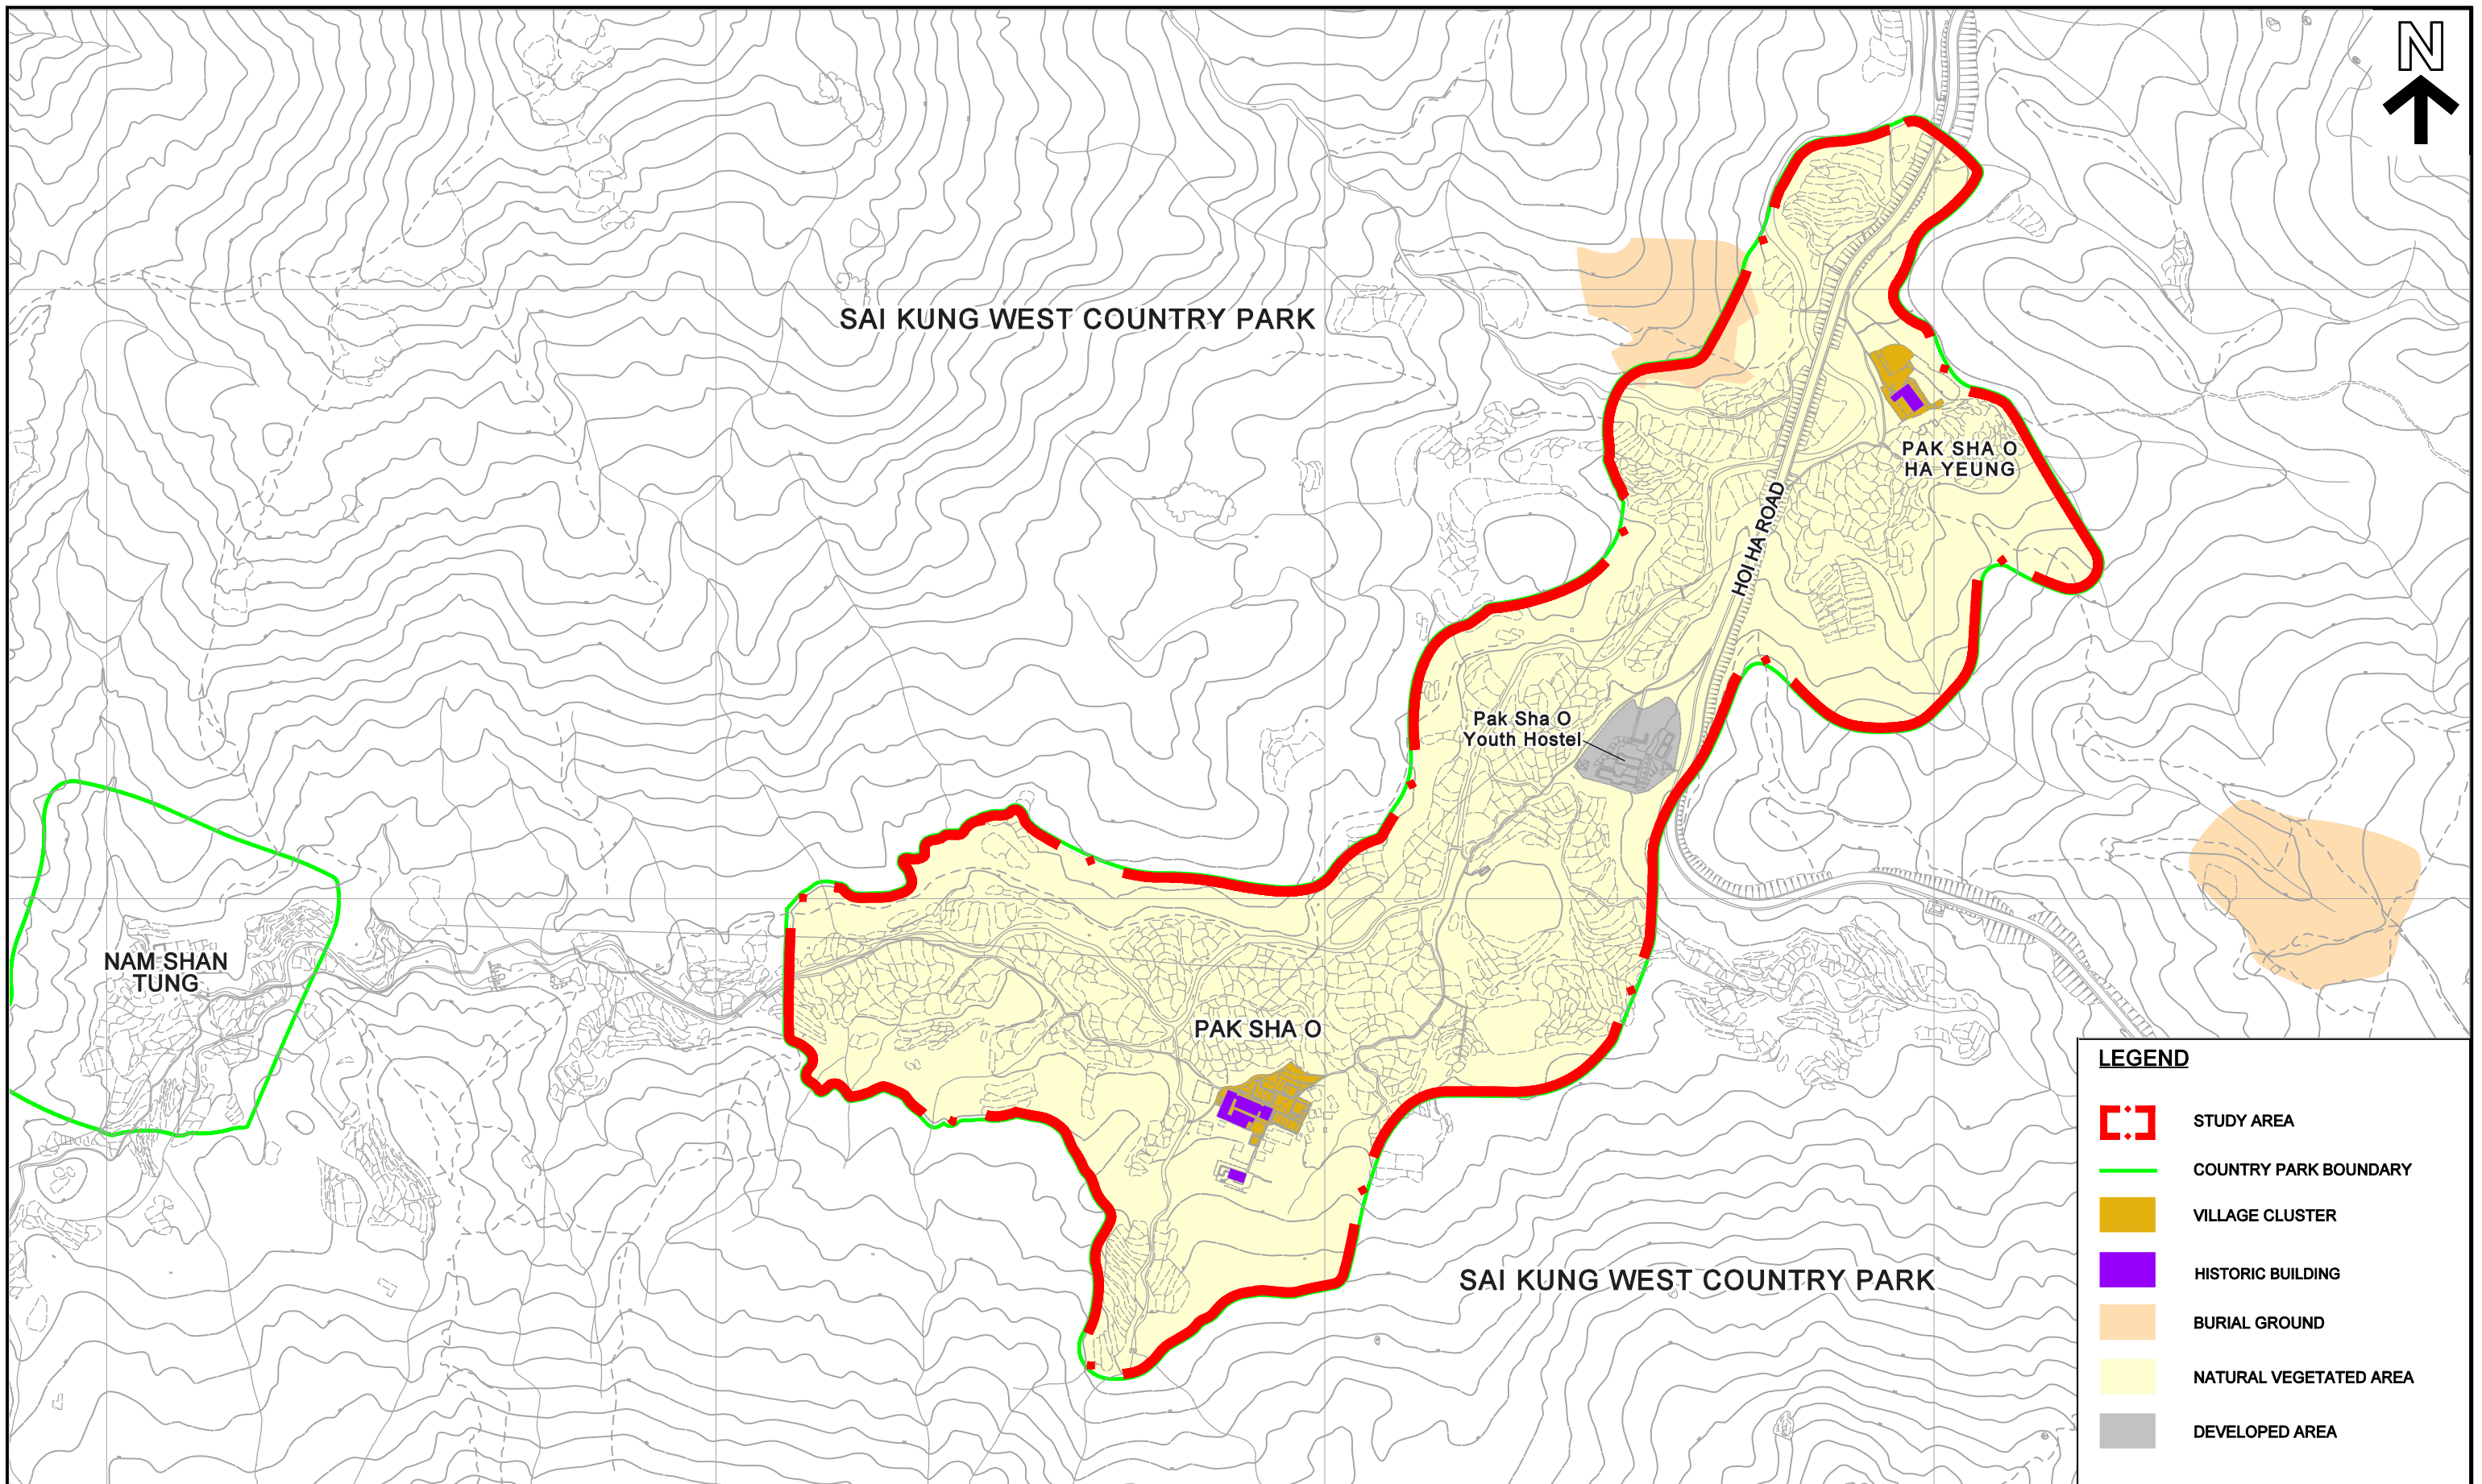 N
SAI KUNG WEST COUNTRY PARK
PAK SHA O
HA YEUNG
HOI HA ROAD
Pak Sha O
Youth Hostel
NAM SHAN
TUNG
PAK SHA O
SAI KUNG WEST COUNTRY PARK
LEGEND
STUDY AREA
COUNTRY PARK BOUNDARY
VILLAGE CLUSTER
HISTORIC BUILDING
BURIAL GROUND
NATURAL VEGETATED AREA
DEVELOPED AREA